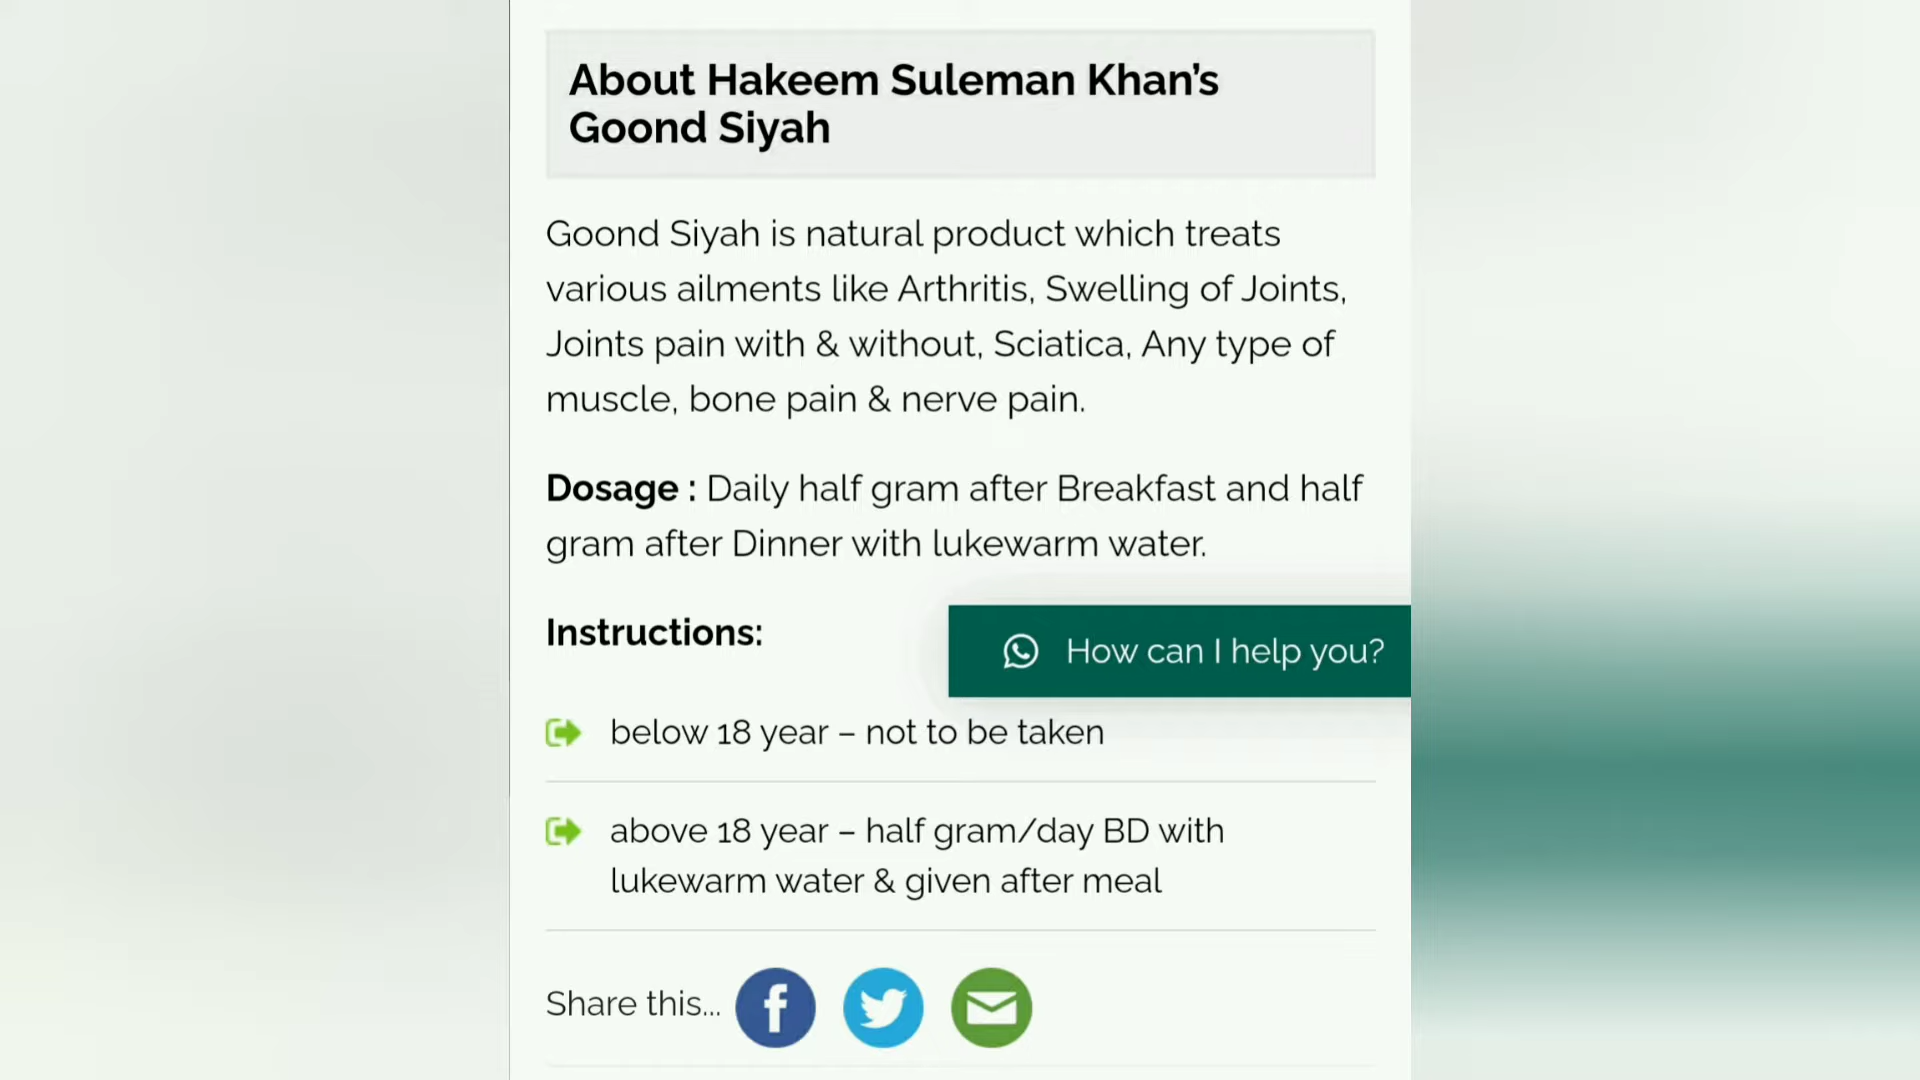 About Hakeem Suleman Khan’s
Goond Siyah
Goond Siyah is natural product which treats
various ailments like Arthritis, Swelling of Joints,
Joints pain with & without, Sciatica, Any type of
muscle, bone pain & nerve pain.
Dosage : Daily half gram after Breakfast and half
gram after Dinner with lukewarm water.
Instructions:
How can I help you?
below 18 year – not to be taken
above 18 year – half gram/day BD with
lukewarm water & given after meal
Share this...